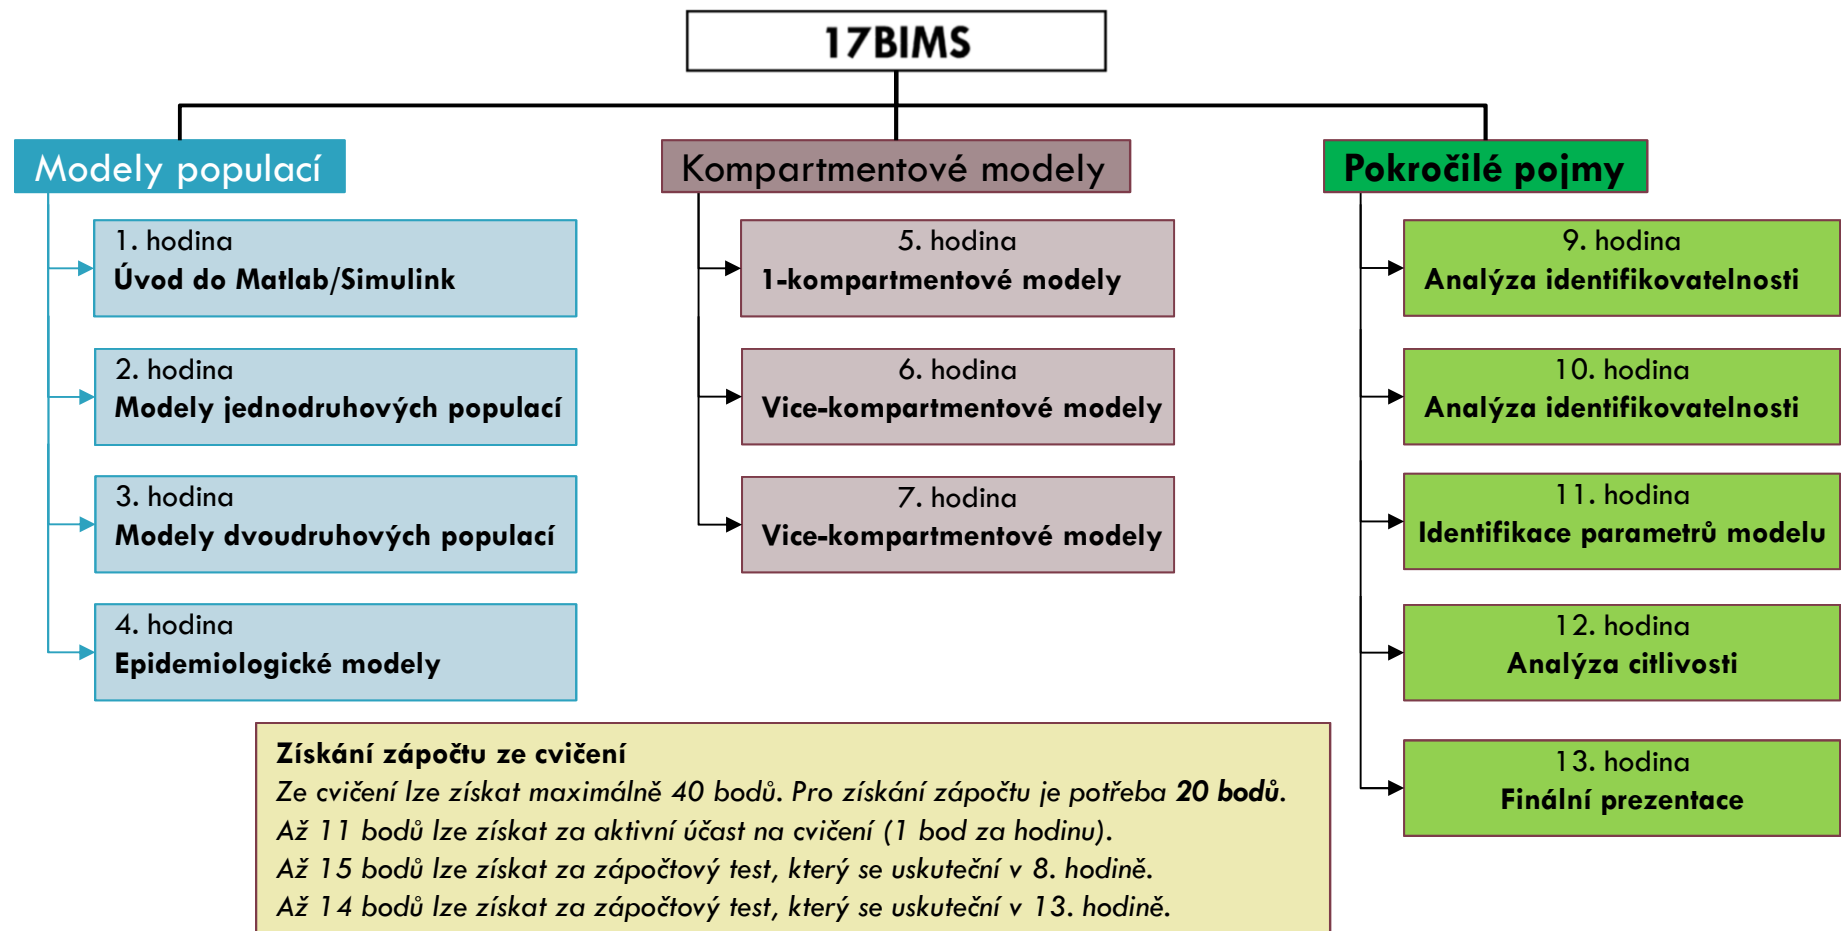 17BIMS
Modely populací
1. hodina
Úvod do Matlab/Simulink
2. hodina
Modely jednodruhových populací
3. hodina
Modely dvoudruhových populací
4. hodina
Epidemiologické modely
Kompartmentové modely
5. hodina
1-kompartmentové modely
6. hodina
Vice-kompartmentové modely
7. hodina
Vice-kompartmentové modely
Pokročilé pojmy
9. hodina
Analýza identifikovatelnosti
10. hodina
Analýza identifikovatelnosti
11. hodina
Identifikace parametrů modelu
12. hodina
Analýza citlivosti
13. hodina
Finální prezentace
Získání zápočtu ze cvičení
Ze cvičení lze získat maximálně 40 bodů. Pro získání zápočtu je potřeba 20 bodů.
Až 11 bodů lze získat za aktivní účast na cvičení (1 bod za hodinu).
Až 15 bodů lze získat za zápočtový test, který se uskuteční v 8. hodině.
Až 14 bodů lze získat za zápočtový test, který se uskuteční v 13. hodině.